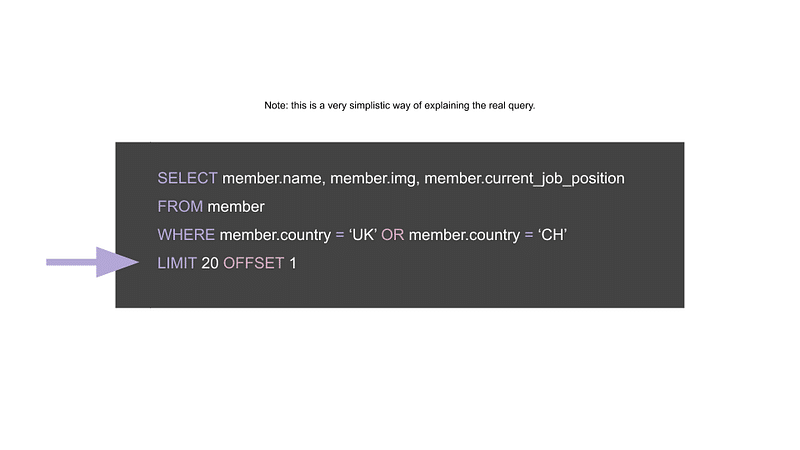 Note: this is a very simplistic way of explaining the real query.
SELECT member.name, member.img, member.current_job_position
FROM member
WHERE member.country = ‘UK’ OR member.country = ‘CH’
LIMIT 20 OFFSET 1